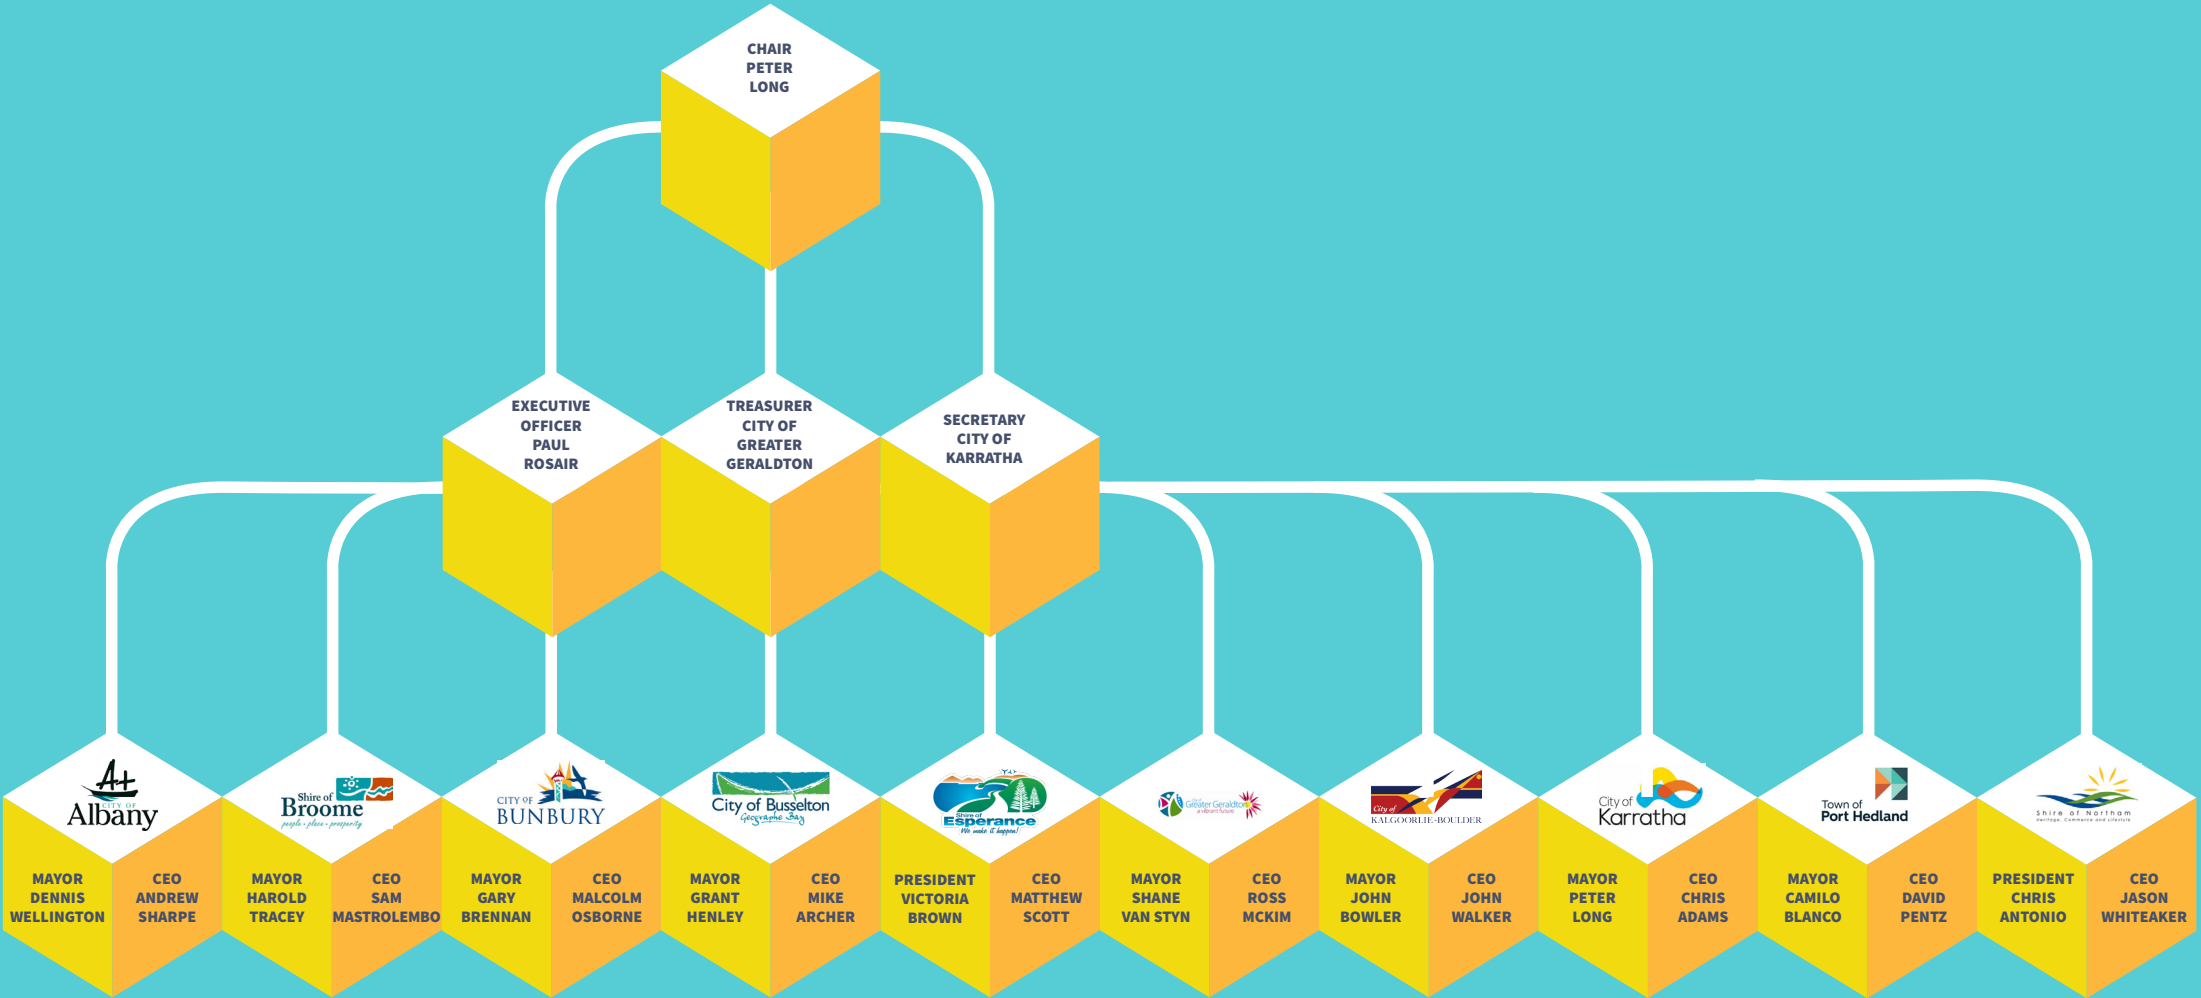 CHAIR
PETER
LONG
EXECUTIVE
OFFICER
PAUL
ROSAIR
TREASURER
CITY OF
GREATER
GERALDTON
SECRETARY
CITY OF
KARRATHA
A+
CITY OF
Albany
Shire of
Broome
people • place • prosperity
CITY OF
BUNBURY
City of Busselton
Geographe Bay
Shire of
Esperance
We make it happen!
Greater Geraldton
a vibrant future
City of
KALGOORLIE-BOULDER
City of
Karratha
Town of
Port Hedland
Shire of Northam
Heritage, Commerce and Lifestyle
MAYOR
DENNIS
WELLINGTON
CEO
ANDREW
SHARPE
MAYOR
HAROLD
TRACEY
CEO
SAM
MASTROLEMBO
MAYOR
GARY
BRENNAN
CEO
MALCOLM
OSBORNE
MAYOR
GRANT
HENLEY
CEO
MIKE
ARCHER
PRESIDENT
VICTORIA
BROWN
CEO
MATTHEW
SCOTT
MAYOR
SHANE
VAN STYN
CEO
ROSS
MCKIM
MAYOR
JOHN
BOWLER
CEO
JOHN
WALKER
MAYOR
PETER
LONG
CEO
CHRIS
ADAMS
MAYOR
CAMILO
BLANCO
CEO
DAVID
PENTZ
PRESIDENT
CHRIS
ANTONIO
CEO
JASON
WHITEAKER